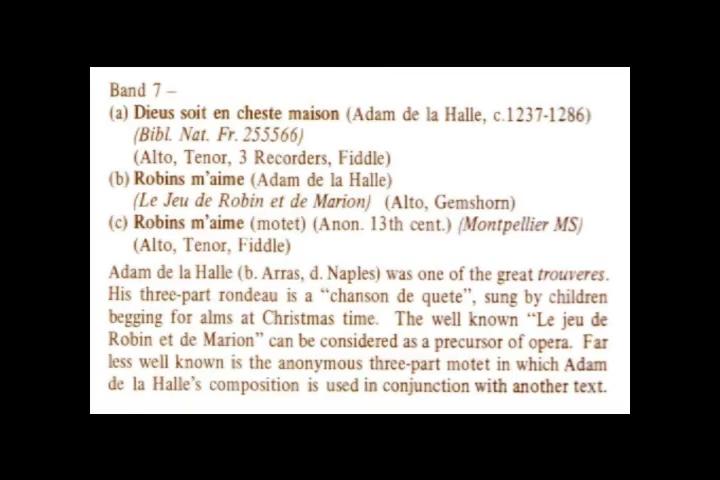 Band 7 –
(a) Dieus soit en cheste maison (Adam de la Halle, c.1237-1286)
(Bibl. Nat. Fr. 255566)
(Alto, Tenor, 3 Recorders, Fiddle)
(b) Robins m'aime (Adam de la Halle)
(Le Jeu de Robin et de Marion) (Alto, Gemshorn)
(c) Robins m'aime (motet) (Anon. 13th cent.) (Montpellier MS)
(Alto, Tenor, Fiddle)
Adam de la Halle (b. Arras, d. Naples) was one of the great trouveres.
His three-part rondeau is a “chanson de quete”, sung by children
begging for alms at Christmas time. The well known “Le jeu de
Robin et de Marion” can be considered as a precursor of opera. Far
less well known is the anonymous three-part motet in which Adam
de la Halle's composition is used in conjunction with another text.